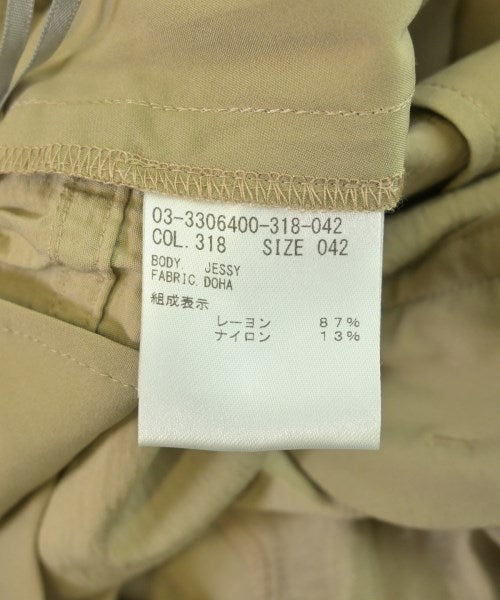 03-3306400-318-042
COL.318 SIZE 042
BODY JESSY
FABRIC.DOHA
組成表示
レーヨン 87%
ナイロン 13%